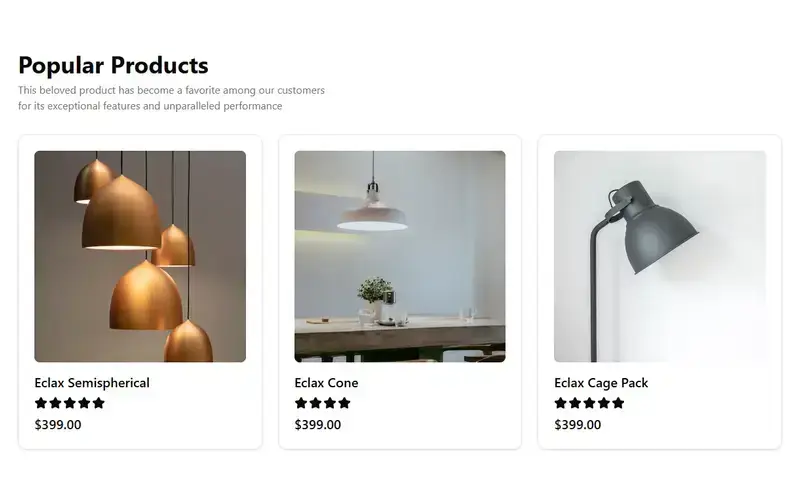 Popular Products
This beloved product has become a favorite among our customers
for its exceptional features and unparalleled performance
Eclax Semispherical
$399.00
Eclax Cone
$399.00
Eclax Cage Pack
$399.00